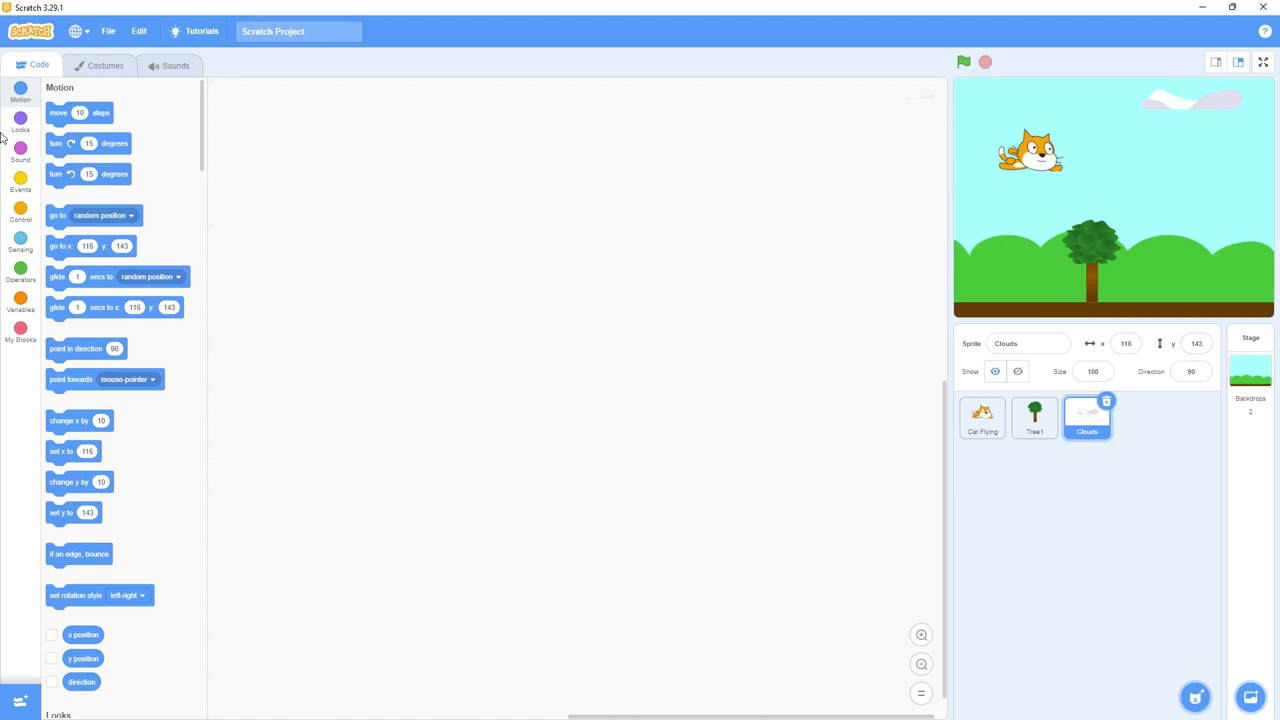 Scratch 3.29.1
SCRATCH File Edit Tutorials Scratch Project ?
Code Costumes Sounds
Motion
Looks
Sound
Events
Control
Sensing
Operators
Variables
My Blocks
Motion
move 10 steps
turn 15 degrees
turn 15 degrees
go to random position
go to x: 116 y: 143
glide 1 secs to random position
glide 1 secs to x: 116 y: 143
point in direction 90
point towards mouse-pointer
change x by 10
set x to 116
change y by 10
set y to 143
if on edge, bounce
set rotation style left-right
x position
y position
direction
Looks
Sprite Clouds x 116 y 143
Show Size 100 Direction 90
Cat Flying Tree1 Clouds
Stage
Backdrops
2